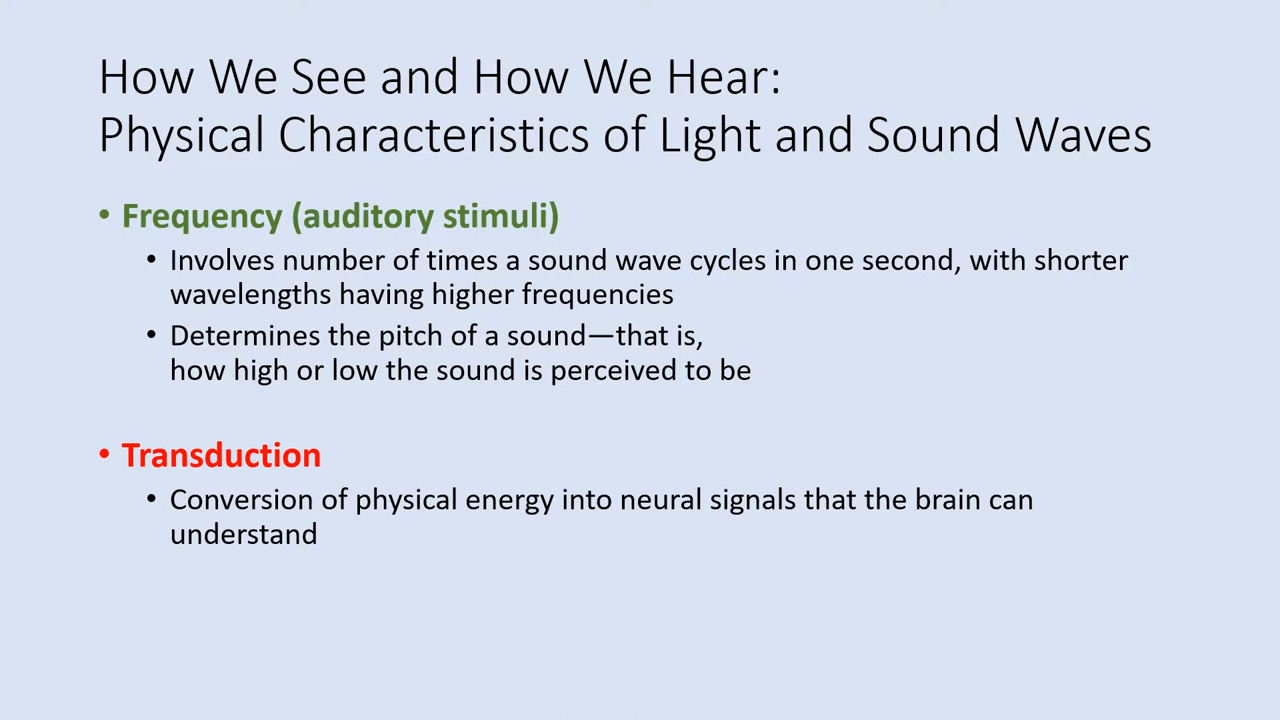 How We See and How We Hear:
Physical Characteristics of Light and Sound Waves
• Frequency (auditory stimuli)
• Involves number of times a sound wave cycles in one second, with shorter
wavelengths having higher frequencies
• Determines the pitch of a sound—that is,
how high or low the sound is perceived to be
• Transduction
• Conversion of physical energy into neural signals that the brain can
understand